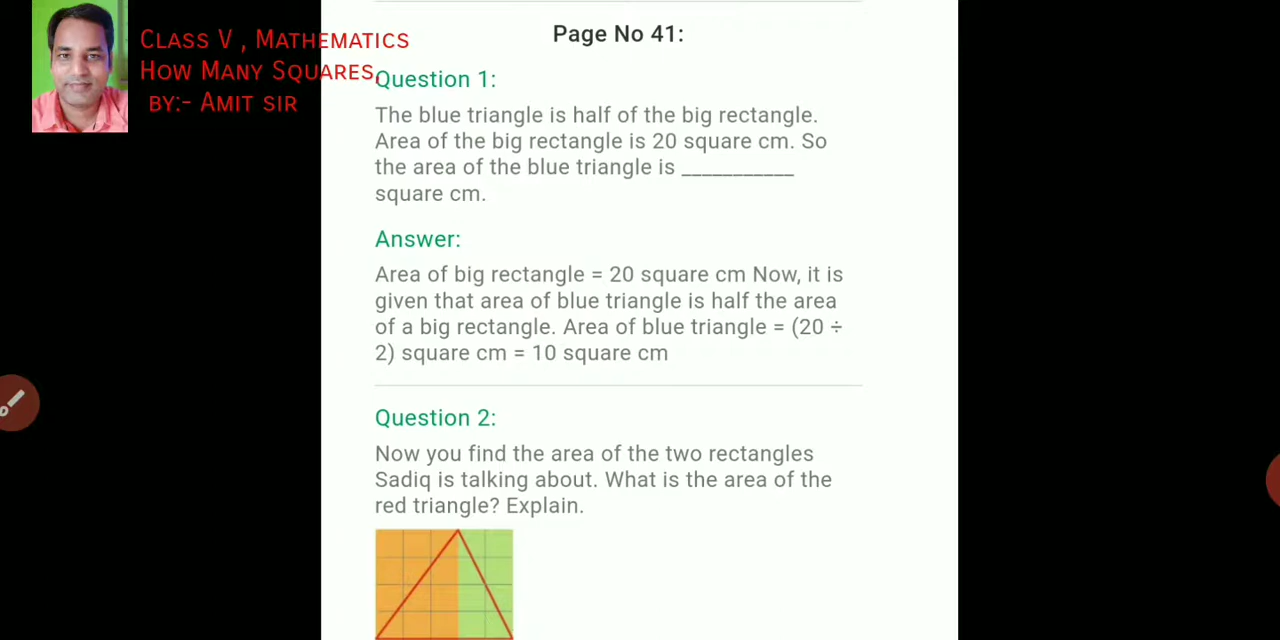 Page No 41:
CLASS V , MATHEMATICS
HOW MANY SQUARES,
BY:- AMIT SIR
Question 1:
The blue triangle is half of the big rectangle.
Area of the big rectangle is 20 square cm. So
the area of the blue triangle is ___________
square cm.
Answer:
Area of big rectangle = 20 square cm Now, it is
given that area of blue triangle is half the area
of a big rectangle. Area of blue triangle = (20 ÷
2) square cm = 10 square cm
Question 2:
Now you find the area of the two rectangles
Sadiq is talking about. What is the area of the
red triangle? Explain.